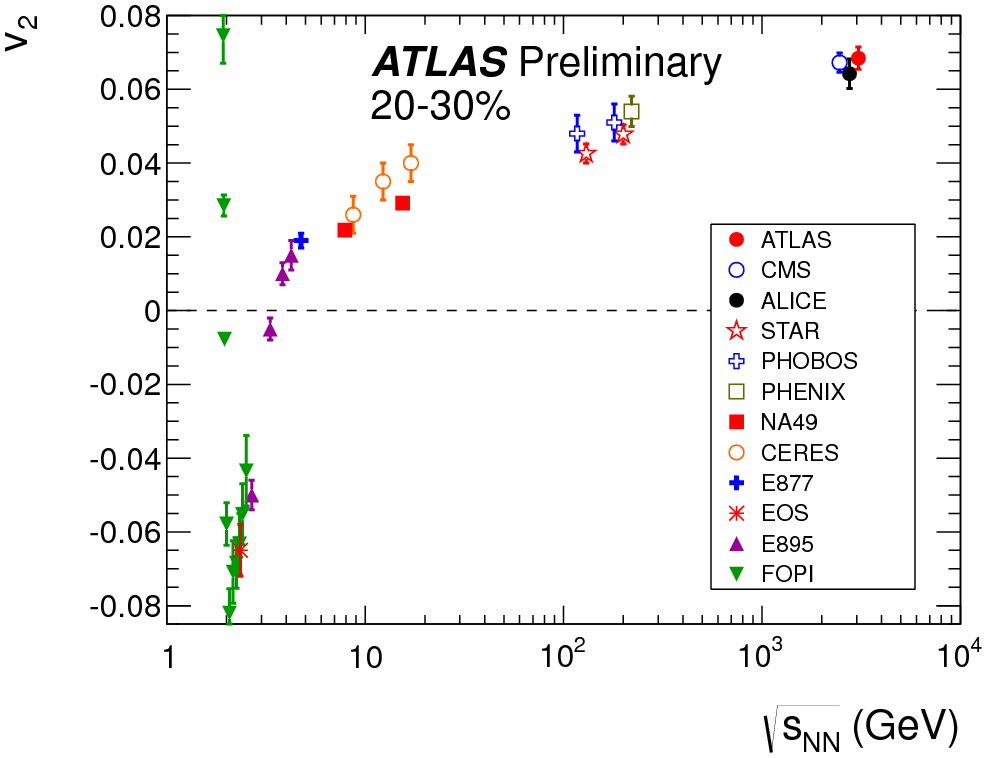 v₂
ATLAS Preliminary
20-30%
0.08
0.06
0.04
0.02
0
-0.02
-0.04
-0.06
-0.08
ATLAS
CMS
ALICE
STAR
PHOBOS
PHENIX
NA49
CERES
E877
EOS
E895
FOPI
1 10 10² 10³ 10⁴
√s_NN (GeV)